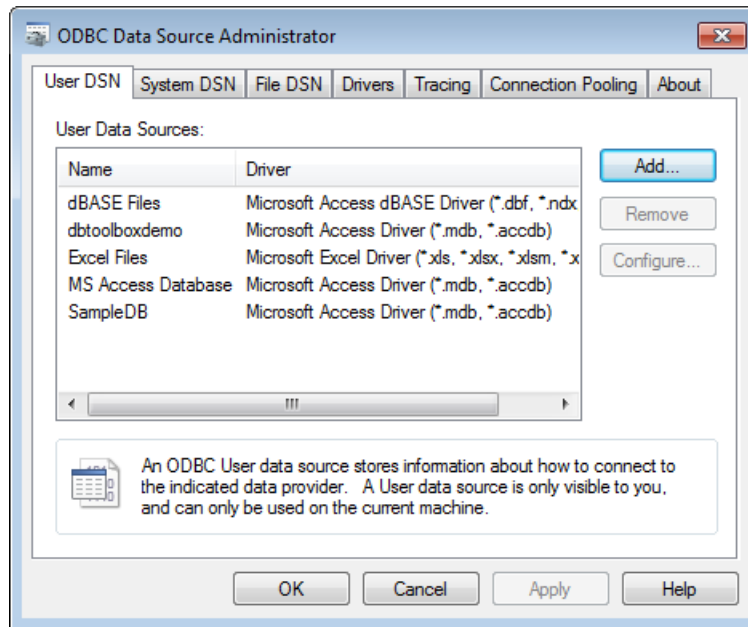 ODBC Data Source Administrator
User DSN System DSN File DSN Drivers Tracing Connection Pooling About
User Data Sources:
Name Driver
dBASE Files Microsoft Access dBASE Driver (*.dbf, *.ndx
dbtoolboxdemo Microsoft Access Driver (*.mdb, *.accdb)
Excel Files Microsoft Excel Driver (*.xls, *.xlsx, *.xlsm, *.x
MS Access Database Microsoft Access Driver (*.mdb, *.accdb)
SampleDB Microsoft Access Driver (*.mdb, *.accdb)
Add...
Remove
Configure...
An ODBC User data source stores information about how to connect to
the indicated data provider. A User data source is only visible to you,
and can only be used on the current machine.
OK Cancel Apply Help